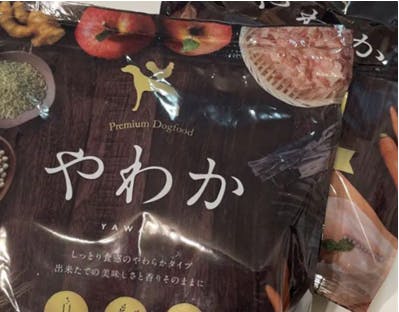 Premium Dogfood
やわか
しっとり食感のやわらかタイプ
出来たての美味しさと香りそのままに